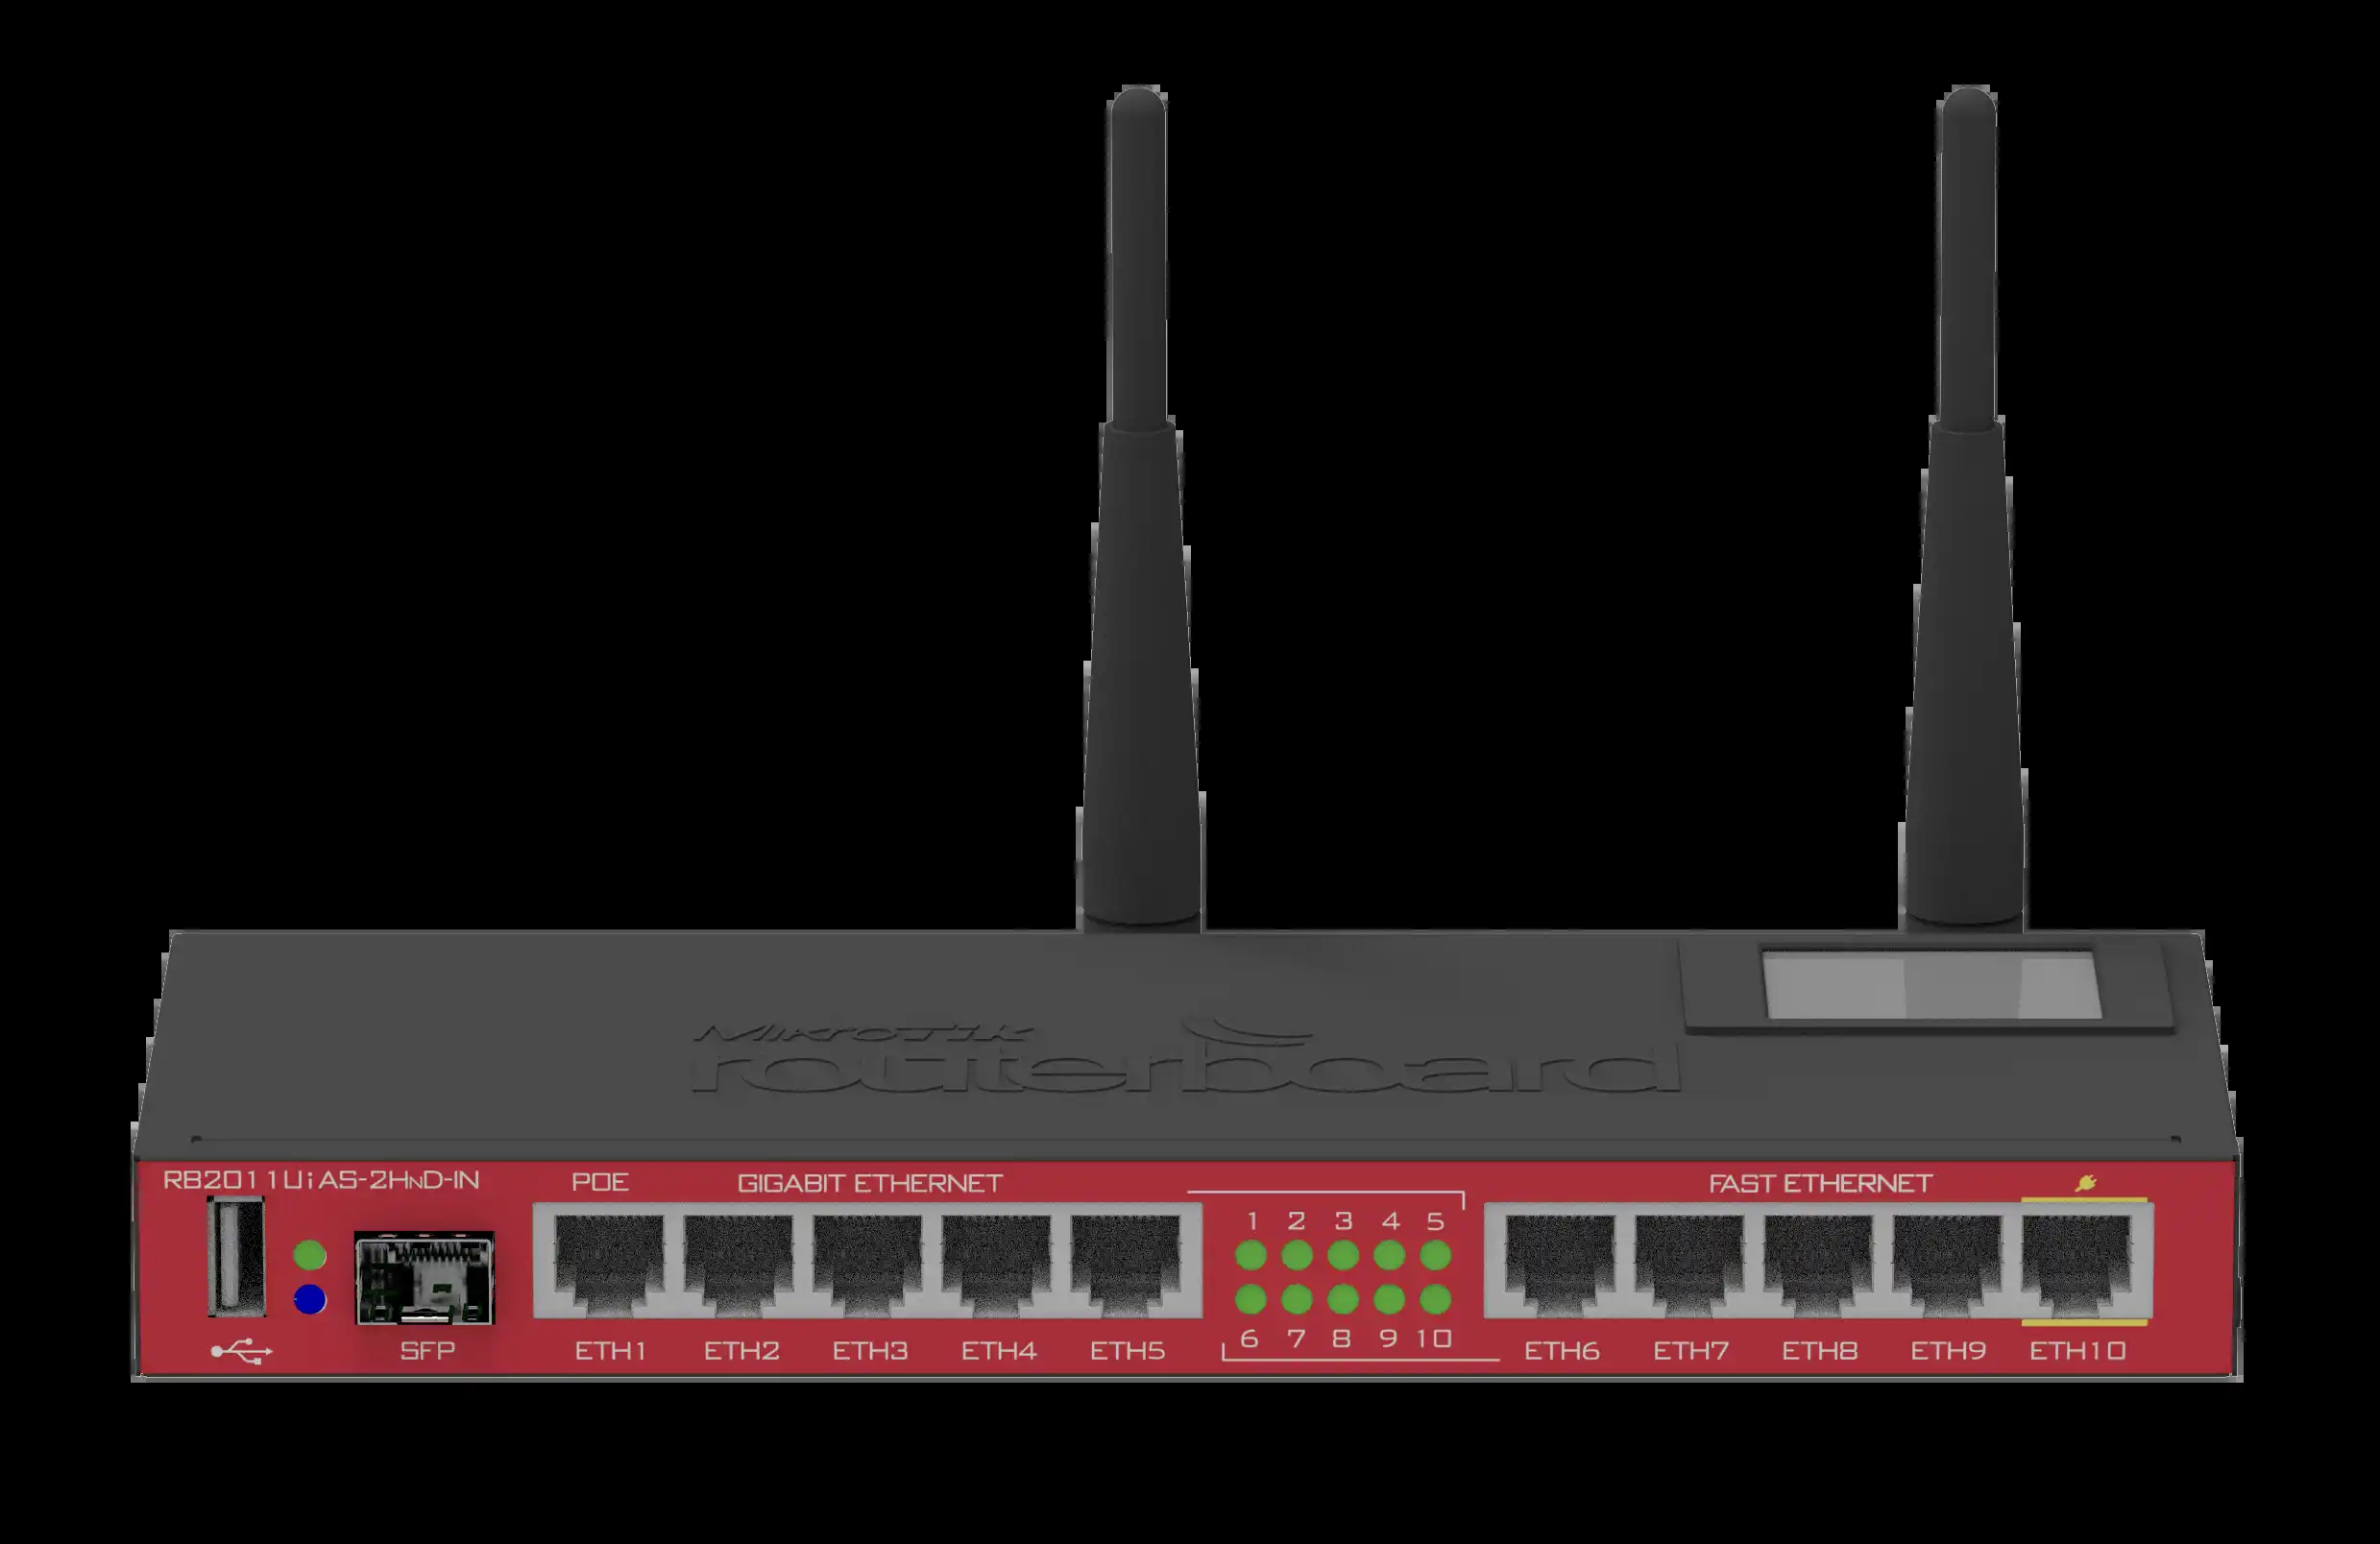 MikroTik
routerboard
RB2011UiAS-2HnD-IN
POE
GIGABIT ETHERNET
FAST ETHERNET
1 2 3 4 5
6 7 8 9 10
SFP
ETH1 ETH2 ETH3 ETH4 ETH5
ETH6 ETH7 ETH8 ETH9 ETH10